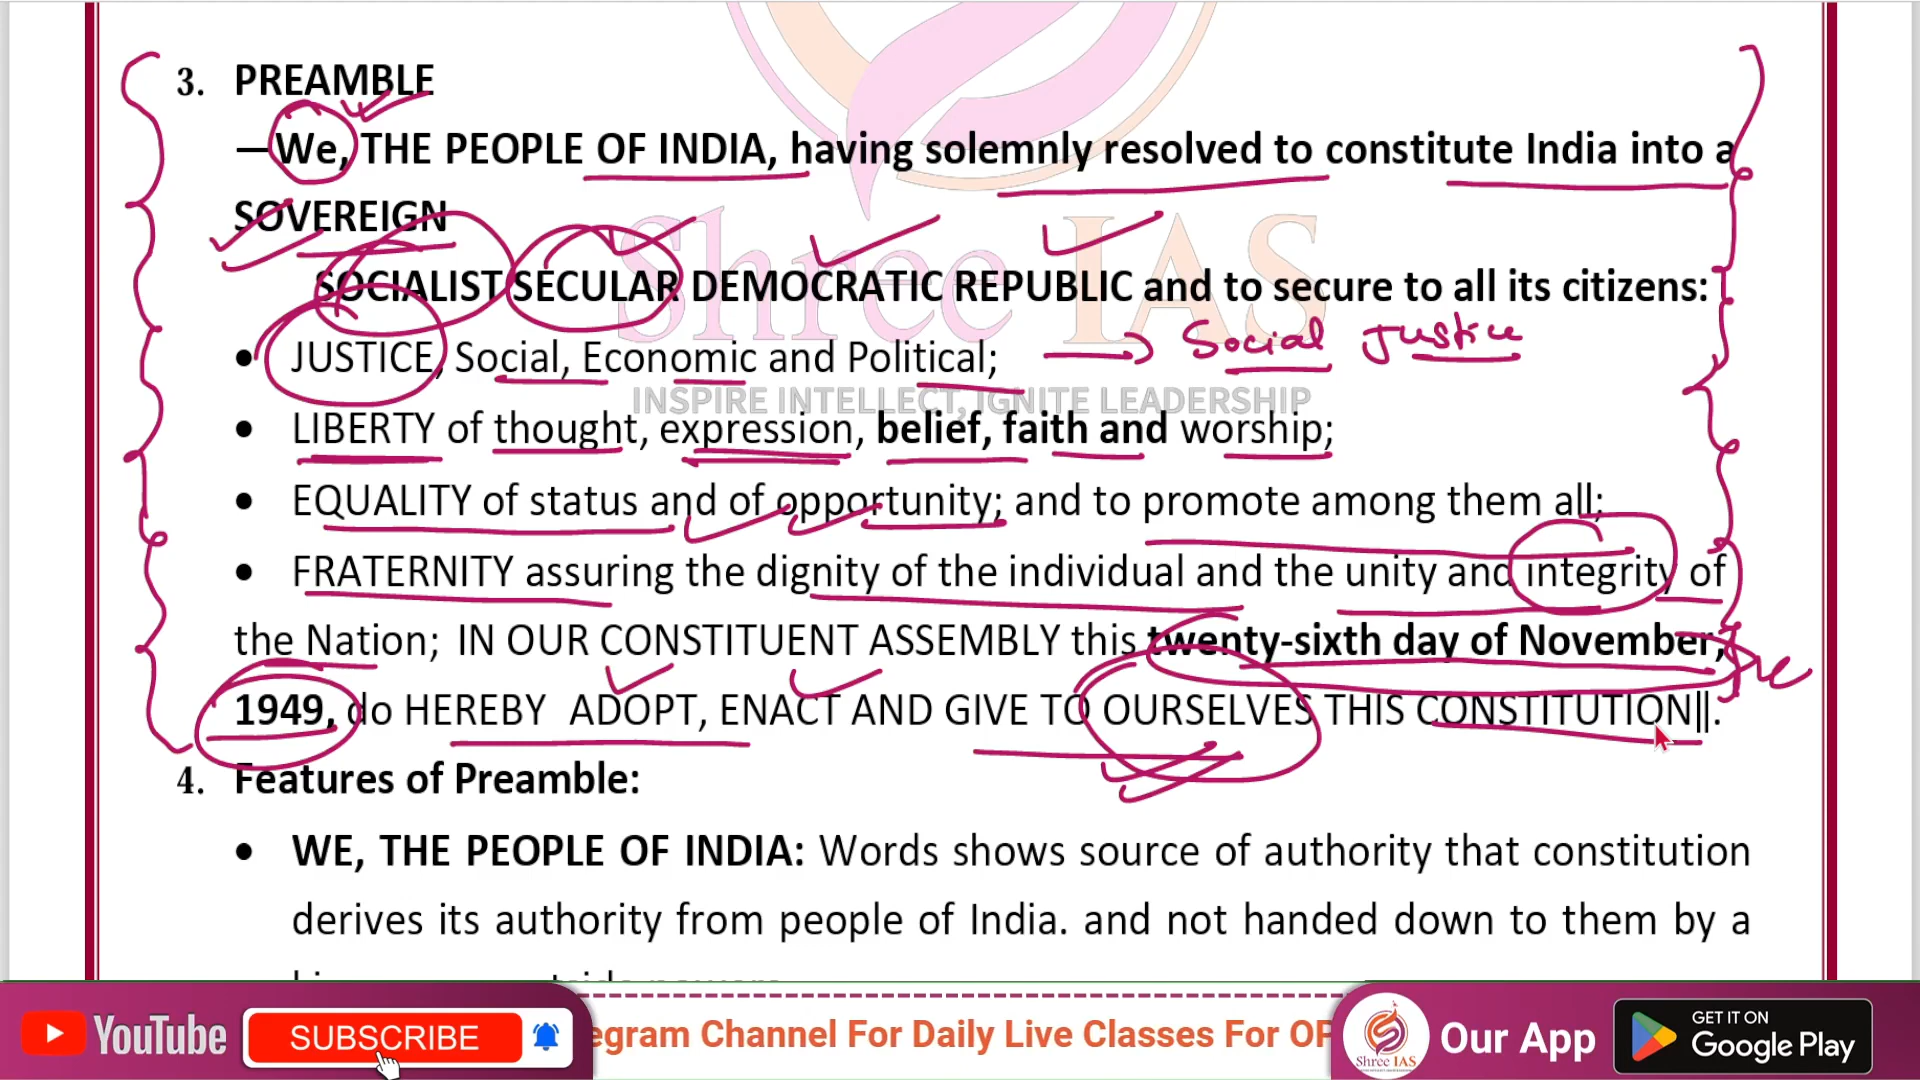 3. PREAMBLE
―We, THE PEOPLE OF INDIA, having solemnly resolved to constitute India into a
SOVEREIGN
SOCIALIST SECULAR DEMOCRATIC REPUBLIC and to secure to all its citizens:
• JUSTICE, Social, Economic and Political; → Social Justice
• LIBERTY of thought, expression, belief, faith and worship;
• EQUALITY of status and of opportunity; and to promote among them all;
• FRATERNITY assuring the dignity of the individual and the unity and integrity of
the Nation; IN OUR CONSTITUENT ASSEMBLY this twenty-sixth day of November,
1949, do HEREBY ADOPT, ENACT AND GIVE TO OURSELVES THIS CONSTITUTION‖.
4. Features of Preamble:
• WE, THE PEOPLE OF INDIA: Words shows source of authority that constitution
derives its authority from people of India. and not handed down to them by a
Shree IAS
INSPIRE INTELLECT, IGNITE LEADERSHIP
YouTube SUBSCRIBE
egram Channel For Daily Live Classes For OP
Shree IAS
Our App
GET IT ON
Google Play